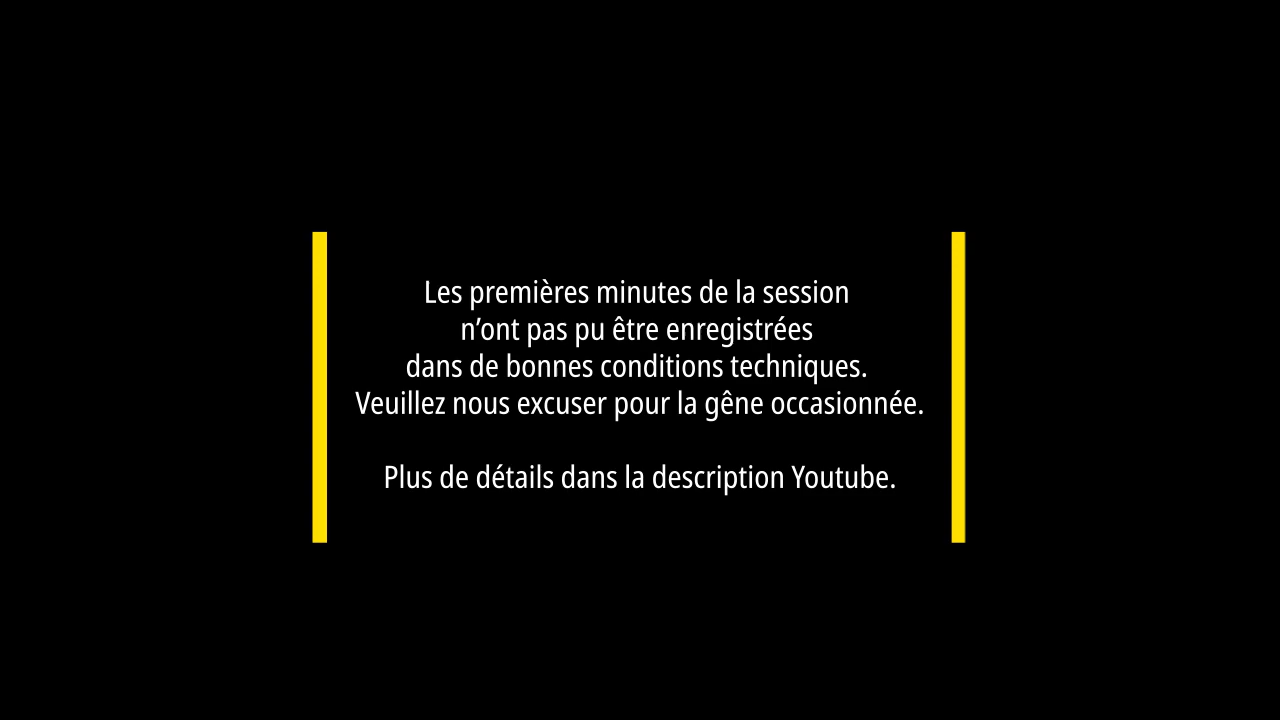 Les premières minutes de la session
n’ont pas pu être enregistrées
dans de bonnes conditions techniques.
Veuillez nous excuser pour la gêne occasionnée.
Plus de détails dans la description Youtube.